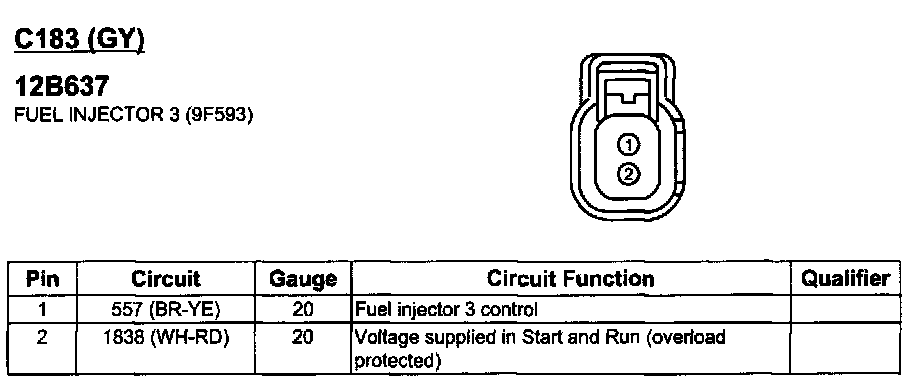 C183 (GY)
12B637
FUEL INJECTOR 3 (9F593)
1
2
Pin Circuit Gauge Circuit Function Qualifier
1 557 (BR-YE) 20 Fuel injector 3 control
2 1838 (WH-RD) 20 Voltage supplied in Start and Run (overload
protected)